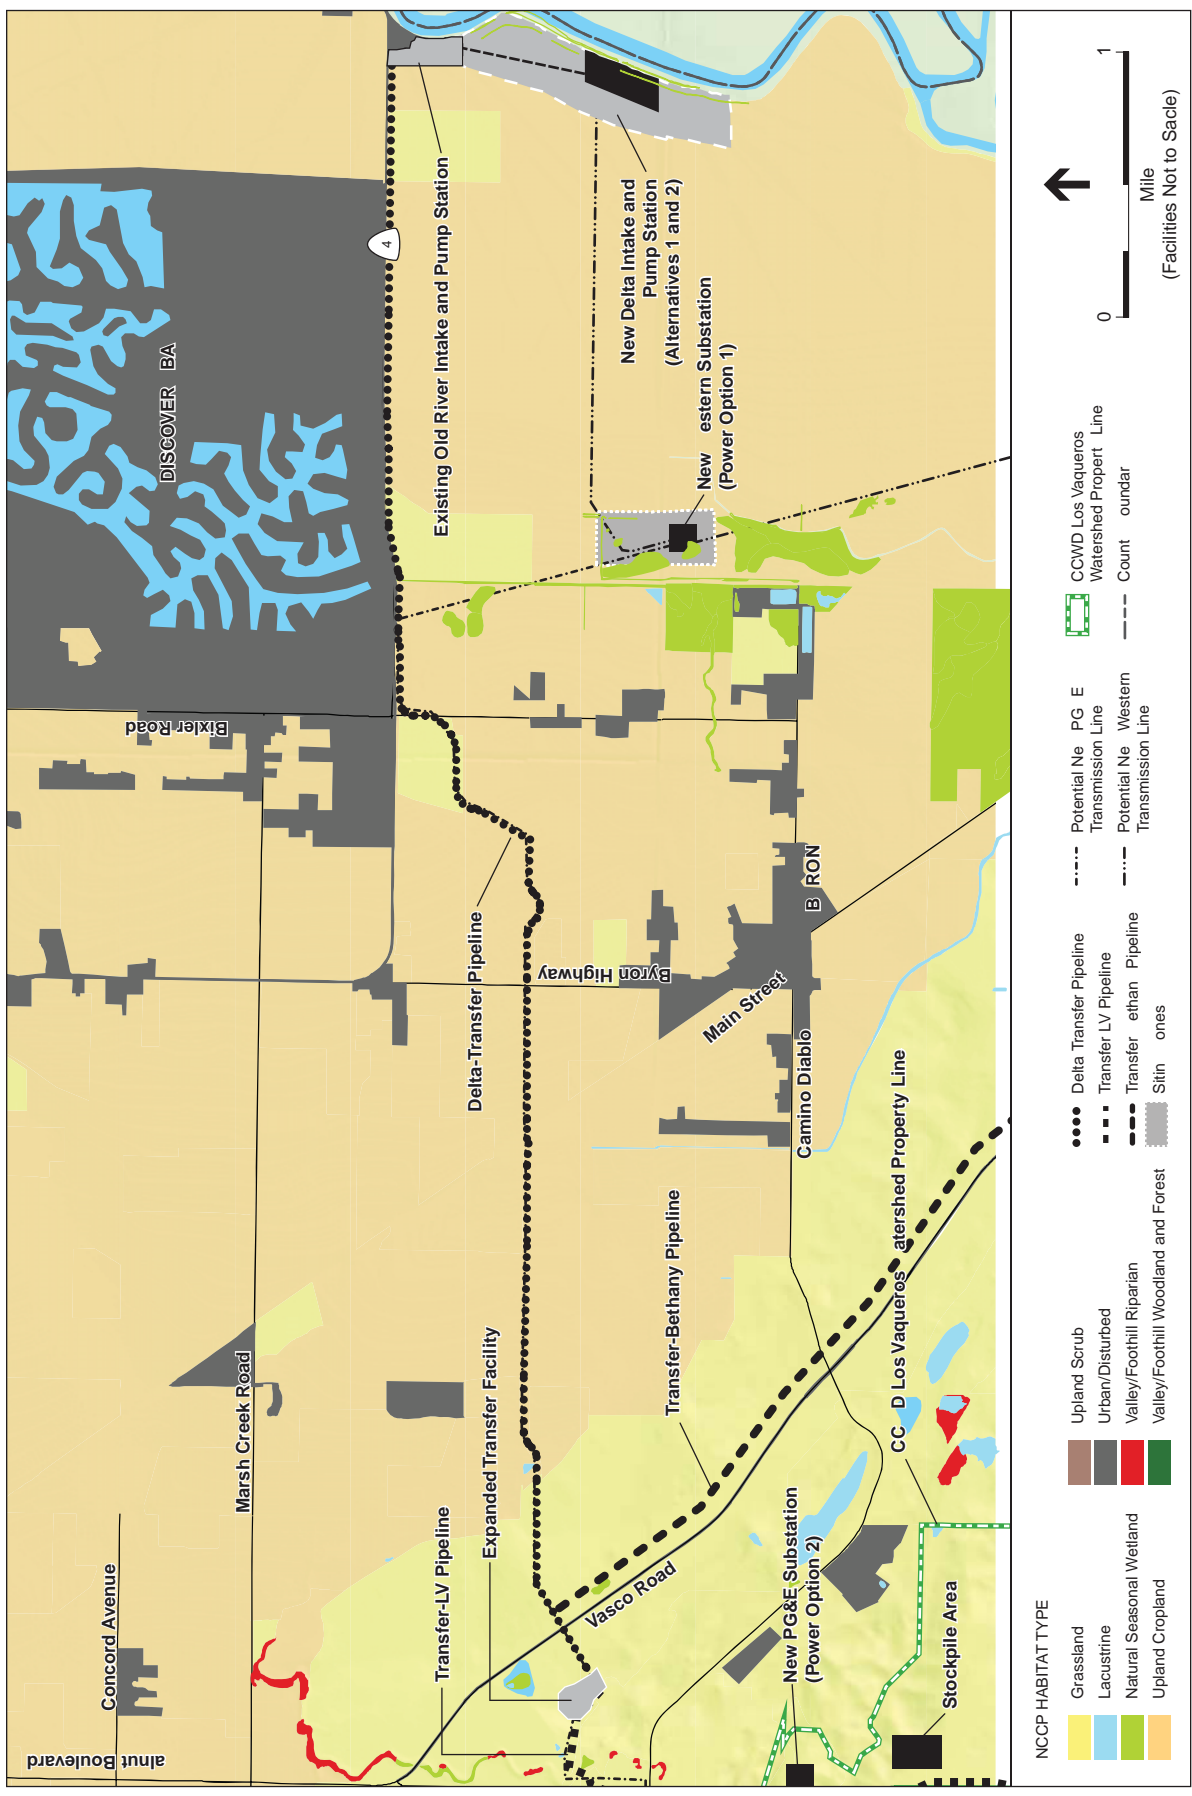 alnut Boulevard
Concord Avenue
Marsh Creek Road
Bixler Road
DISCOVER BA
4
Existing Old River Intake and Pump Station
New Delta Intake and
Pump Station
(Alternatives 1 and 2)
New estern Substation
(Power Option 1)
Delta-Transfer Pipeline
Byron Highway
Main Street
B RON
Camino Diablo
Transfer-LV Pipeline
Expanded Transfer Facility
Transfer-Bethany Pipeline
Vasco Road
CC D Los Vaqueros atershed Property Line
New PG&E Substation
(Power Option 2)
Stockpile Area
NCCP HABITAT TYPE
Grassland
Lacustrine
Natural Seasonal Wetland
Upland Cropland
Upland Scrub
Urban/Disturbed
Valley/Foothill Riparian
Valley/Foothill Woodland and Forest
Delta Transfer Pipeline
Transfer LV Pipeline
Transfer ethan Pipeline
Sitin ones
Potential Ne PG E
Transmission Line
Potential Ne Western
Transmission Line
CCWD Los Vaqueros
Watershed Propert Line
Count oundar
0 1
Mile
(Facilities Not to Sacle)